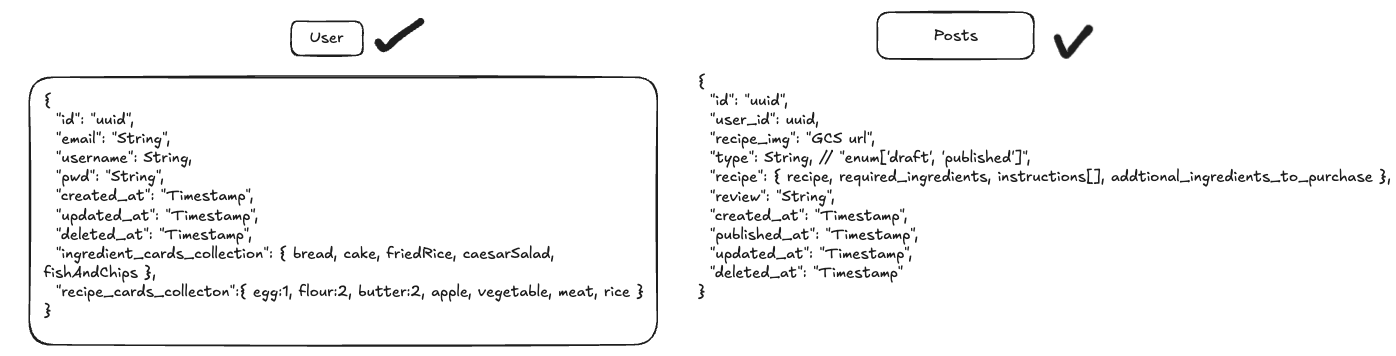 User
{
"id": "uuid",
"email": "String",
"username": String,
"pwd": "String",
"created_at": "Timestamp",
"updated_at": "Timestamp",
"deleted_at": "Timestamp",
"ingredient_cards_collection": { bread, cake, friedRice, caesarSalad,
fishAndChips },
"recipe_cards_collecton":{ egg:1, flour:2, butter:2, apple, vegetable, meat, rice }
}
Posts
{
"id": "uuid",
"user_id": uuid,
"recipe_img": "GCS url",
"type": String, // "enum['draft', 'published']",
"recipe": { recipe, required_ingredients, instructions[], addtional_ingredients_to_purchase },
"review": "String",
"created_at": "Timestamp",
"published_at": "Timestamp",
"updated_at": "Timestamp",
"deleted_at": "Timestamp"
}